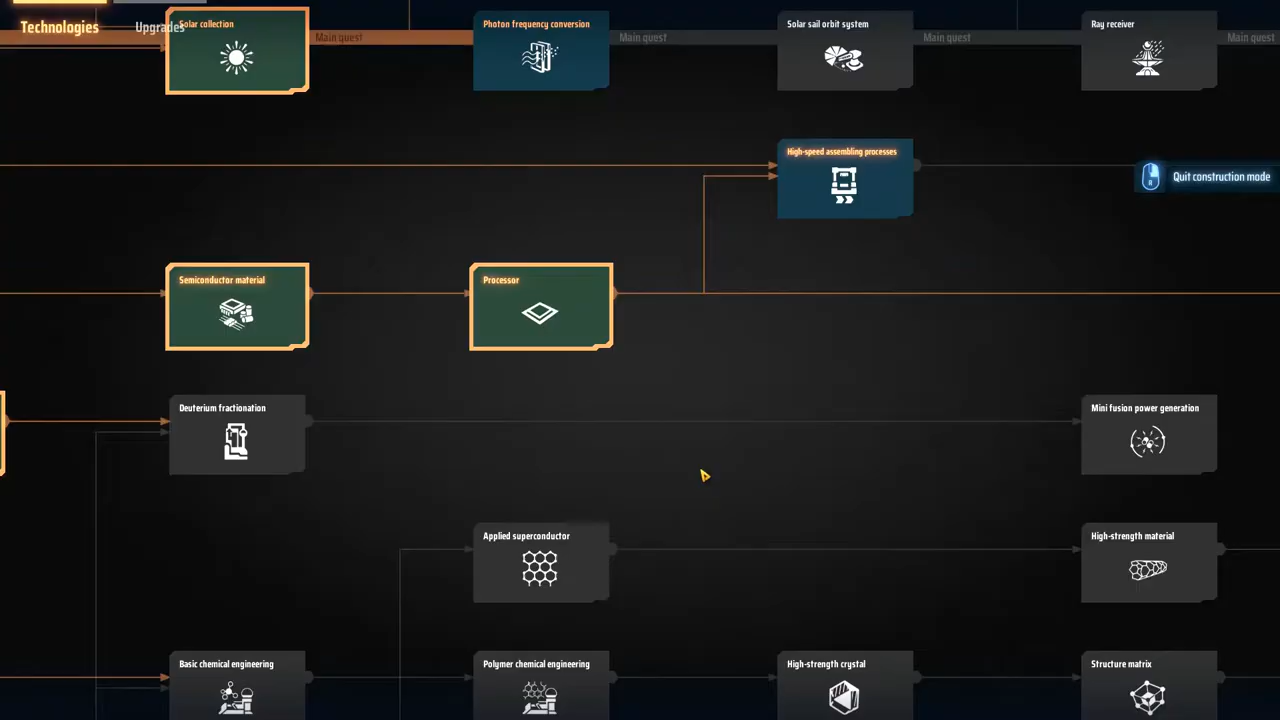 Technologies
Upgrades
Solar collection
Main quest
Photon frequency conversion
Main quest
Solar sail orbit system
Main quest
Ray receiver
Main quest
High-speed assembling processes
R
Quit construction mode
Semiconductor material
Processor
Deuterium fractionation
Mini fusion power generation
Applied superconductor
High-strength material
Basic chemical engineering
Polymer chemical engineering
High-strength crystal
Structure matrix